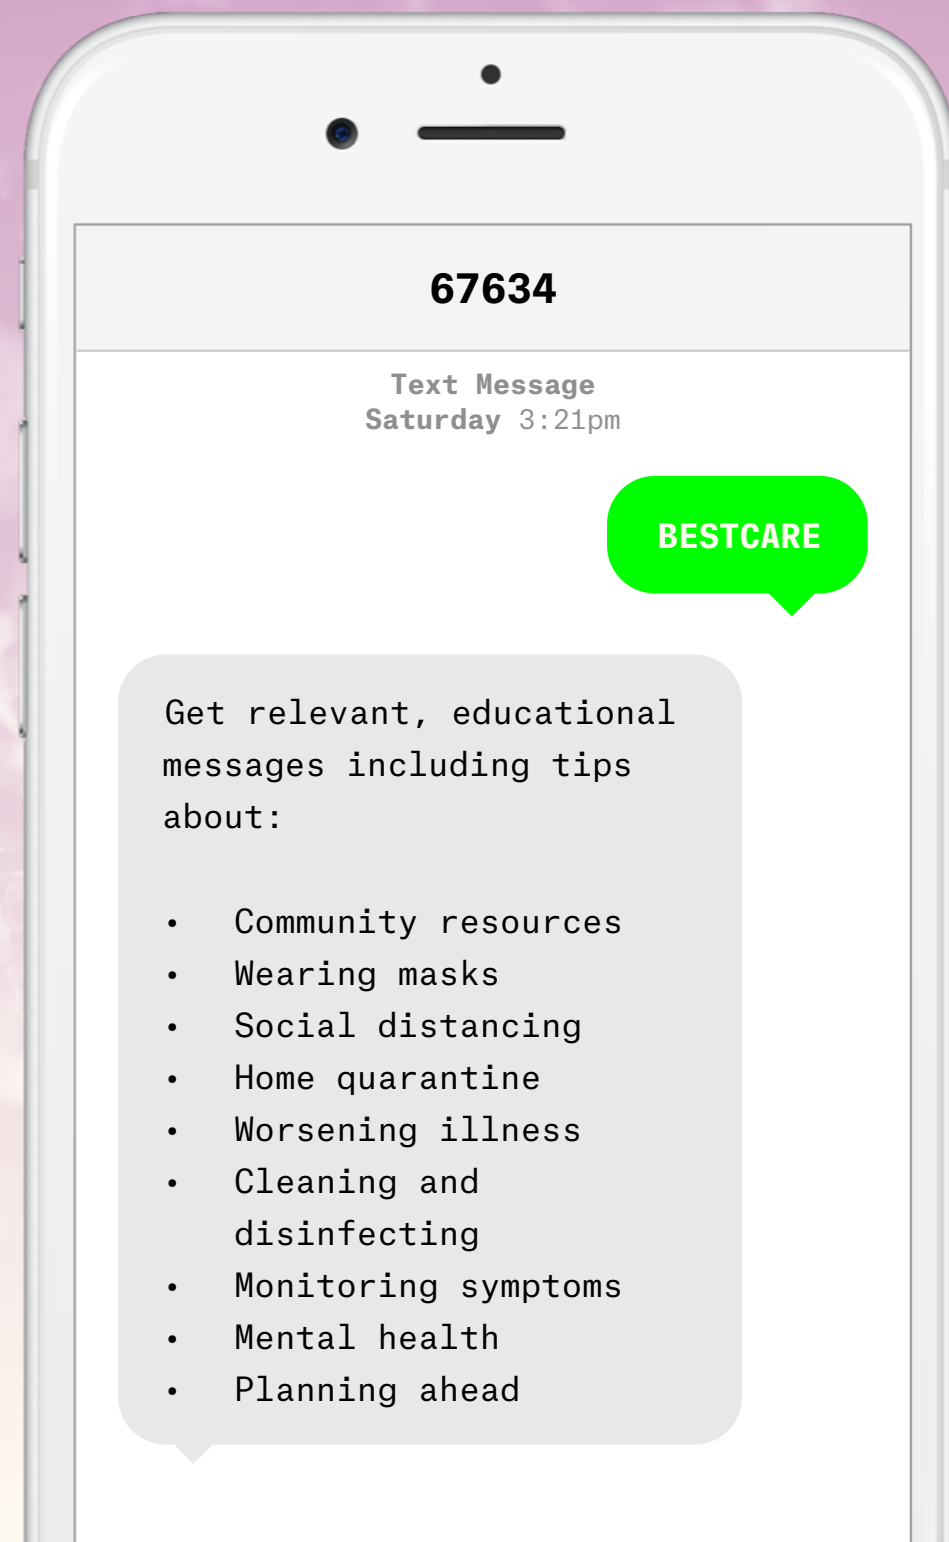 67634
Text Message
Saturday 3:21pm
BESTCARE
Get relevant, educational
messages including tips
about:
• Community resources
• Wearing masks
• Social distancing
• Home quarantine
• Worsening illness
• Cleaning and
disinfecting
• Monitoring symptoms
• Mental health
• Planning ahead